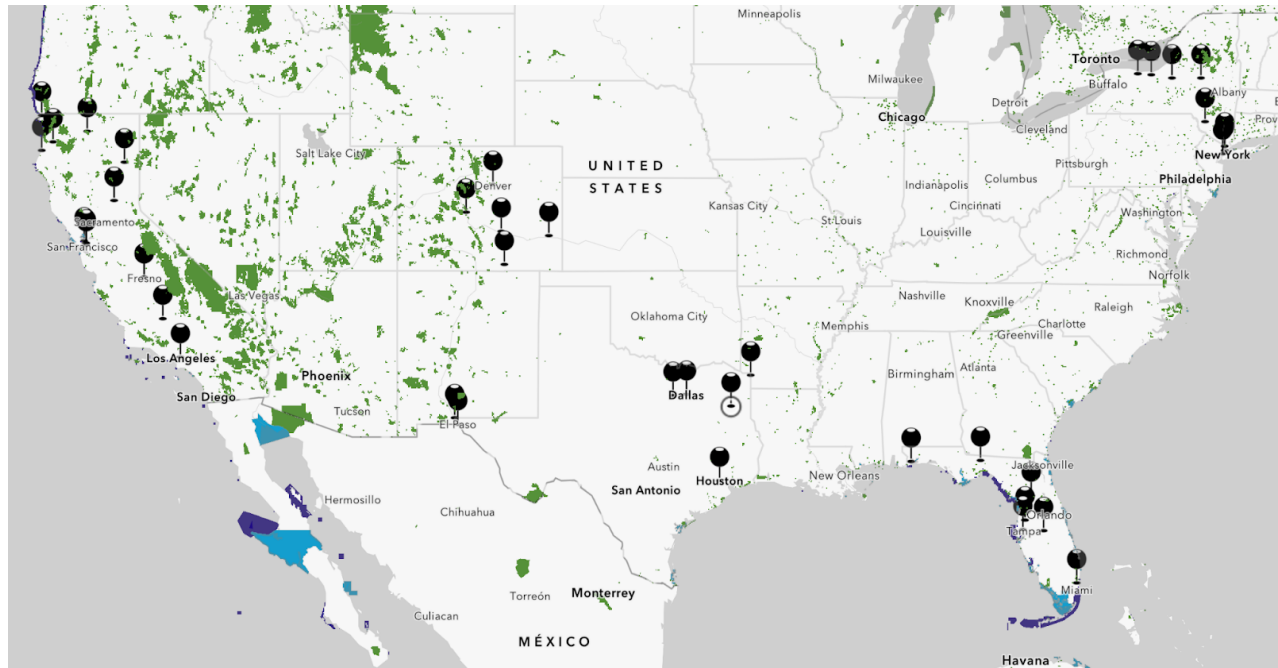 Minneapolis
Toronto
Milwaukee
Buffalo
Albany
Detroit
Chicago
Prov
Cleveland
Salt Lake City
New York
Pittsburgh
UNITED
STATES
Denver
Indianapolis
Columbus
Philadelphia
Kansas City
Cincinnati
Washington
Sacramento
St Louis
Louisville
San Francisco
Richmond
Fresno
Norfolk
Las Vegas
Nashville
Knoxville
Raleigh
Oklahoma City
Memphis
Charlotte
Greenville
Los Angeles
Birmingham
Atlanta
Phoenix
San Diego
Dallas
Tucson
El Paso
Austin
Jacksonville
New Orleans
Houston
San Antonio
Hermosillo
Chihuahua
Orlando
Tampa
Torreón
Monterrey
Miami
Culiacan
MÉXICO
Havana